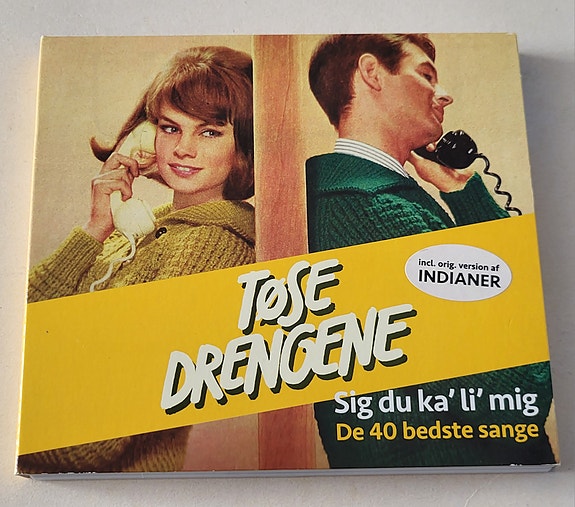 incl. orig. version af
INDIANER
TØSE
DRENGENE
Sig du ka' li' mig
De 40 bedste sange